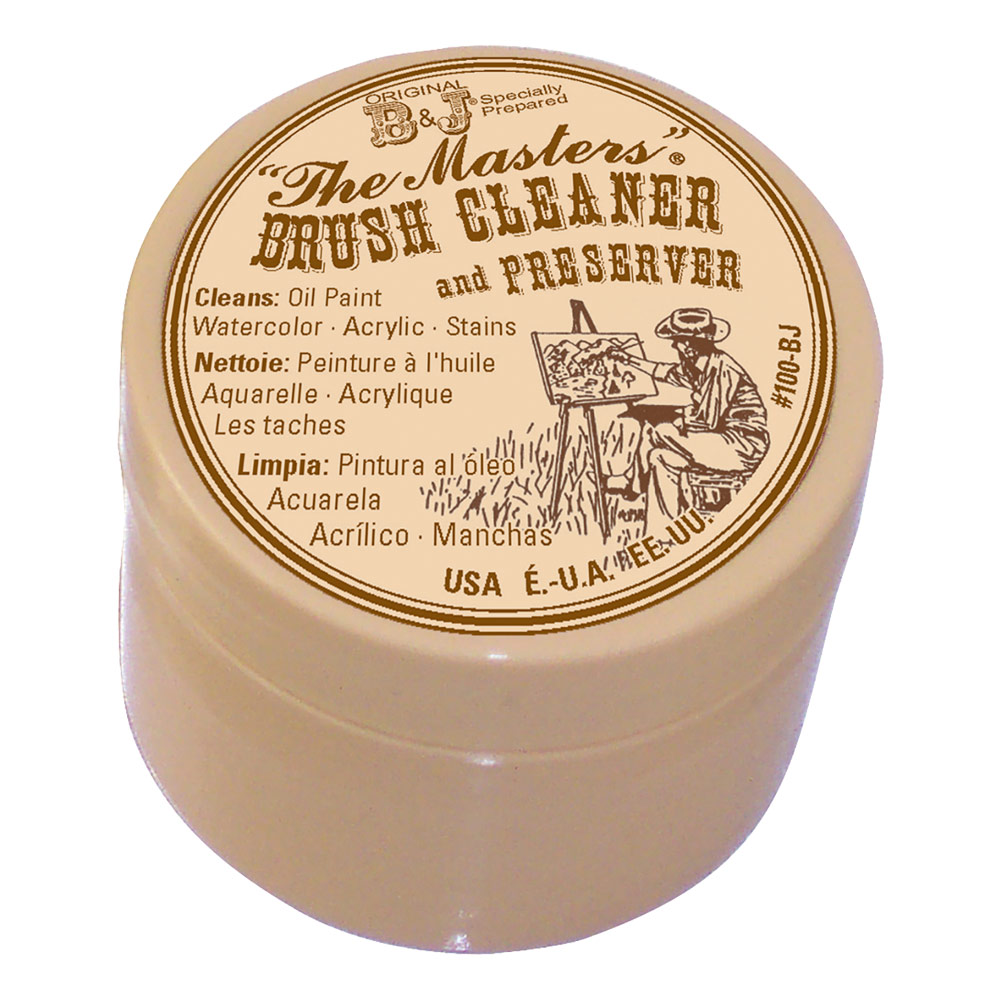 ORIGINAL
B&J® Specially Prepared
"The Masters"®
BRUSH CLEANER
and PRESERVER
Cleans: Oil Paint
Watercolor · Acrylic · Stains
Nettoie: Peinture à l'huile
Aquarelle · Acrylique
Les taches
Limpia: Pintura al òleo
Acuarela
Acrílico · Manchas
USA É.-U.A. EE.UU.
#100-BJ